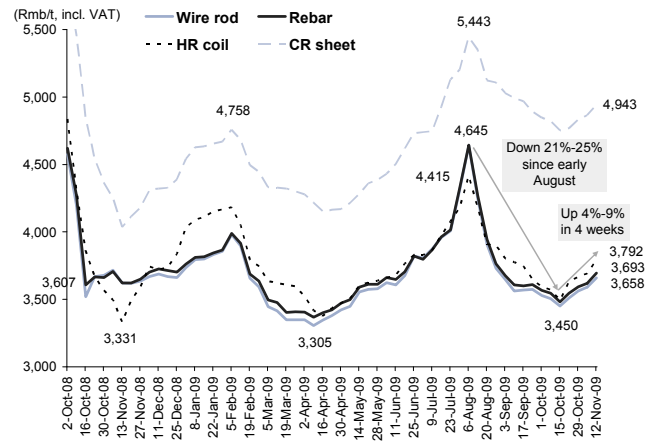 (Rmb/t, incl. VAT)
Wire rod
Rebar
HR coil
CR sheet
5,500
5,000
4,500
4,000
3,500
3,000
5,443
4,943
4,758
4,645
4,415
Down 21%-25%
since early
August
Up 4%-9%
in 4 weeks
3,792
3,693
3,658
3,607
3,331
3,305
3,450
2-Oct-08
16-Oct-08
30-Oct-08
13-Nov-08
27-Nov-08
11-Dec-08
25-Dec-08
8-Jan-09
22-Jan-09
5-Feb-09
19-Feb-09
5-Mar-09
19-Mar-09
2-Apr-09
16-Apr-09
30-Apr-09
14-May-09
28-May-09
11-Jun-09
25-Jun-09
9-Jul-09
23-Jul-09
6-Aug-09
20-Aug-09
3-Sep-09
17-Sep-09
1-Oct-09
15-Oct-09
29-Oct-09
12-Nov-09